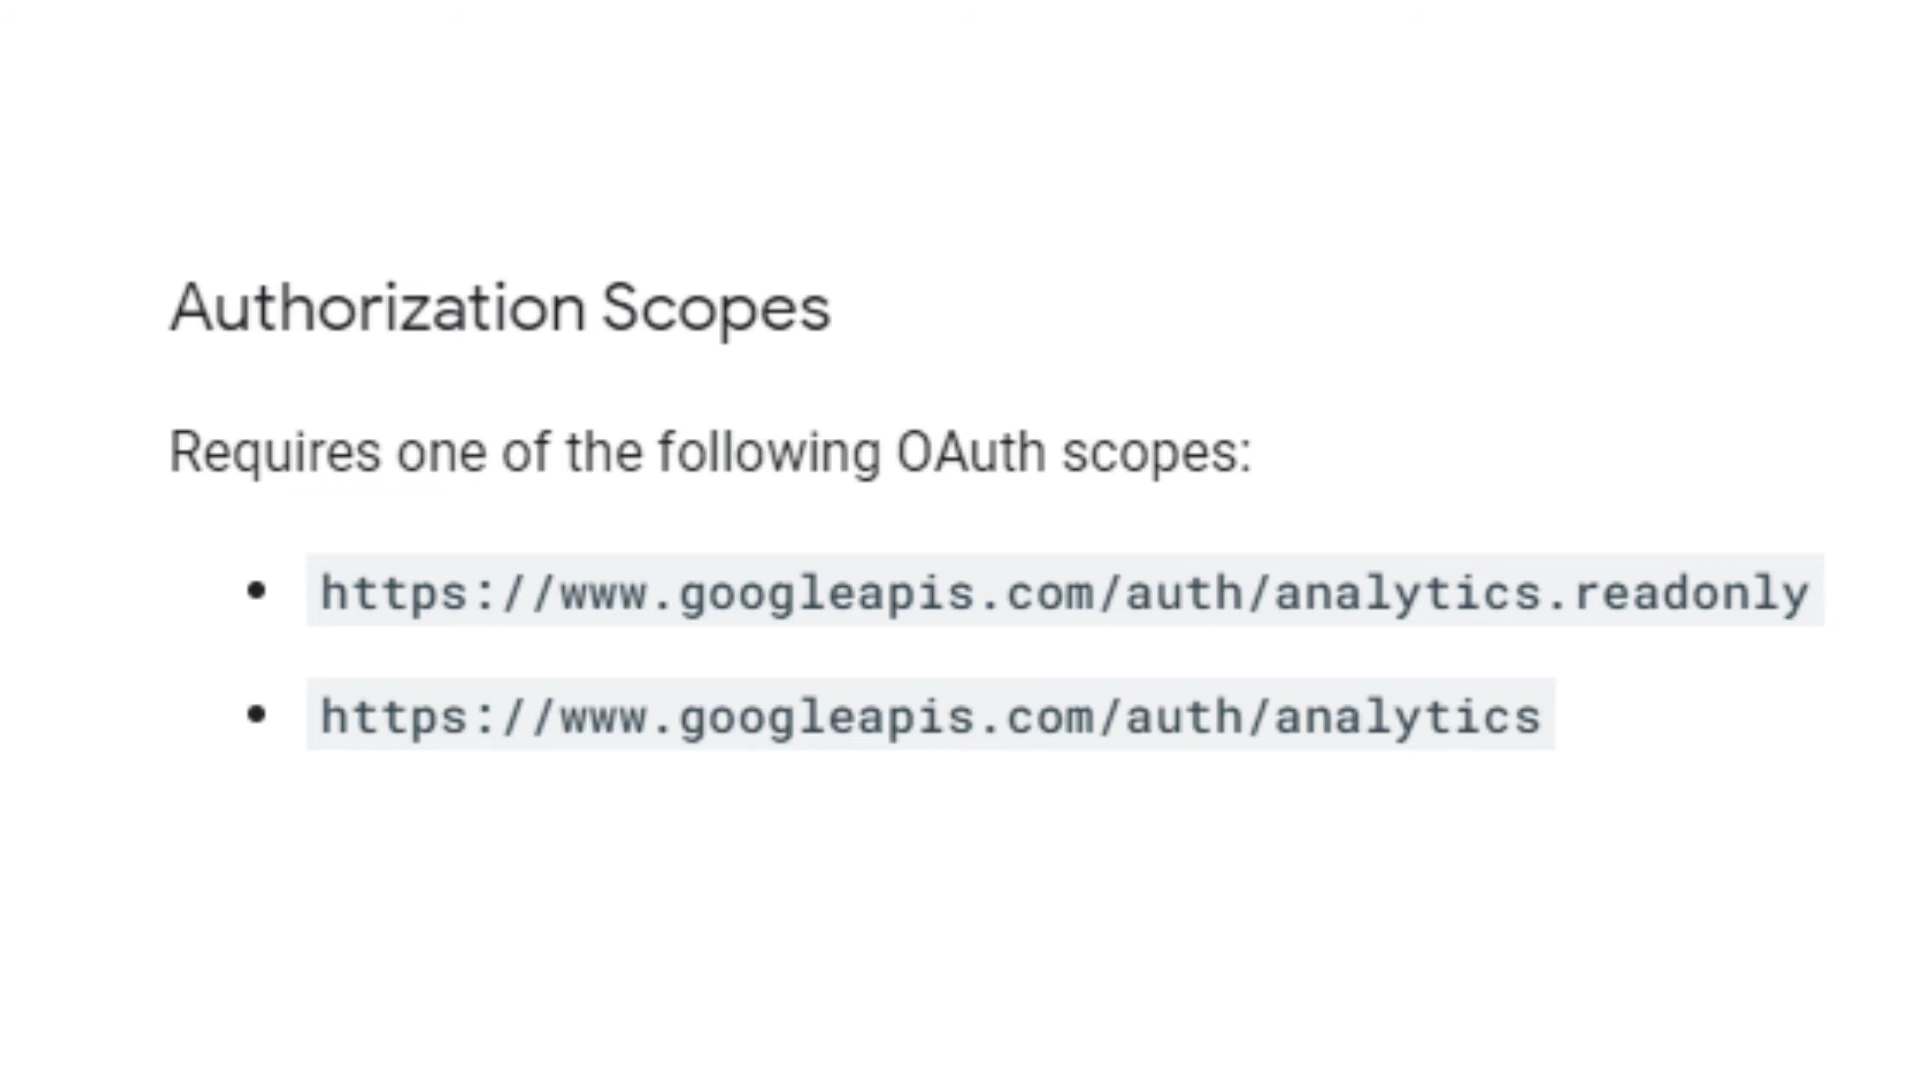 Authorization Scopes
Requires one of the following OAuth scopes:
• https://www.googleapis.com/auth/analytics.readonly
• https://www.googleapis.com/auth/analytics